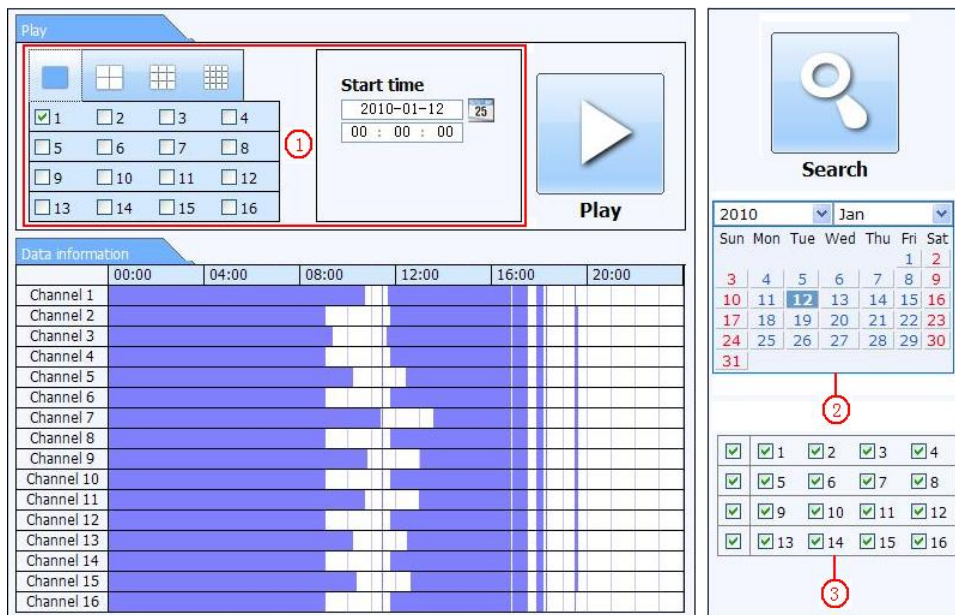 Play
1 2 3 4
5 6 7 8
9 10 11 12
13 14 15 16
①
Start time
2010-01-12
25
00 : 00 : 00
Play
Data information
00:00 04:00 08:00 12:00 16:00 20:00
Channel 1
Channel 2
Channel 3
Channel 4
Channel 5
Channel 6
Channel 7
Channel 8
Channel 9
Channel 10
Channel 11
Channel 12
Channel 13
Channel 14
Channel 15
Channel 16
Search
2010 Jan
Sun Mon Tue Wed Thu Fri Sat
1 2
3 4 5 6 7 8 9
10 11 12 13 14 15 16
17 18 19 20 21 22 23
24 25 26 27 28 29 30
31
②
1 2 3 4
5 6 7 8
9 10 11 12
13 14 15 16
③